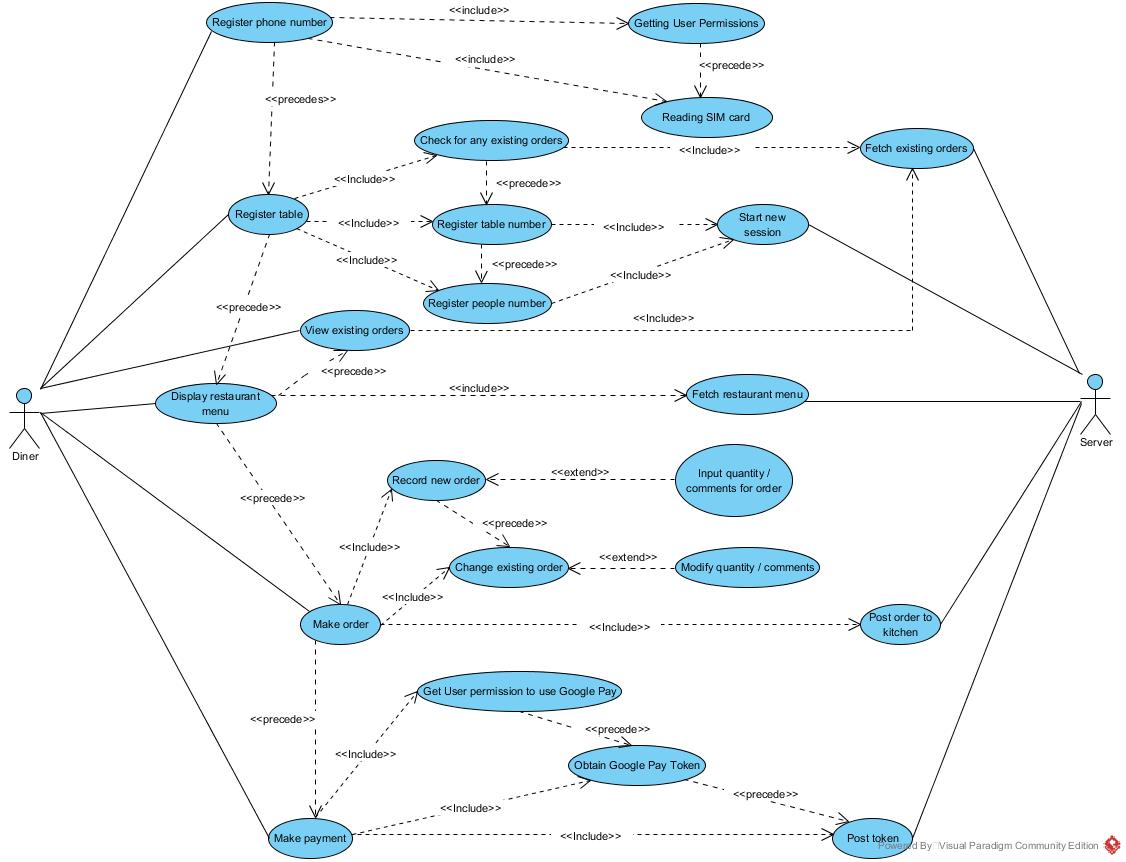 <<include>>
Register phone number
Getting User Permissions
<<include>>
<<precede>>
<<precedes>>
Reading SIM card
Check for any existing orders
Fetch existing orders
<<Include>>
<<Include>>
<<precede>>
Register table
<<Include>>
Register table number
<<Include>>
Start new
session
<<Include>>
<<precede>>
<<Include>>
Register people number
<<precede>>
View existing orders
<<Include>>
<<precede>>
Display restaurant
menu
<<include>>
Fetch restaurant menu
Diner
Server
Record new order
<<extend>>
Input quantity /
comments for order
<<precede>>
<<precede>>
<<Include>>
<<extend>>
Change existing order
Modify quantity / comments
<<Include>>
Make order
<<Include>>
Post order to
kitchen
Get User permission to use Google Pay
<<precede>>
<<precede>>
<<Include>>
Obtain Google Pay Token
<<precede>>
<<Include>>
Make payment
<<Include>>
Post token
Powered By Visual Paradigm Community Edition